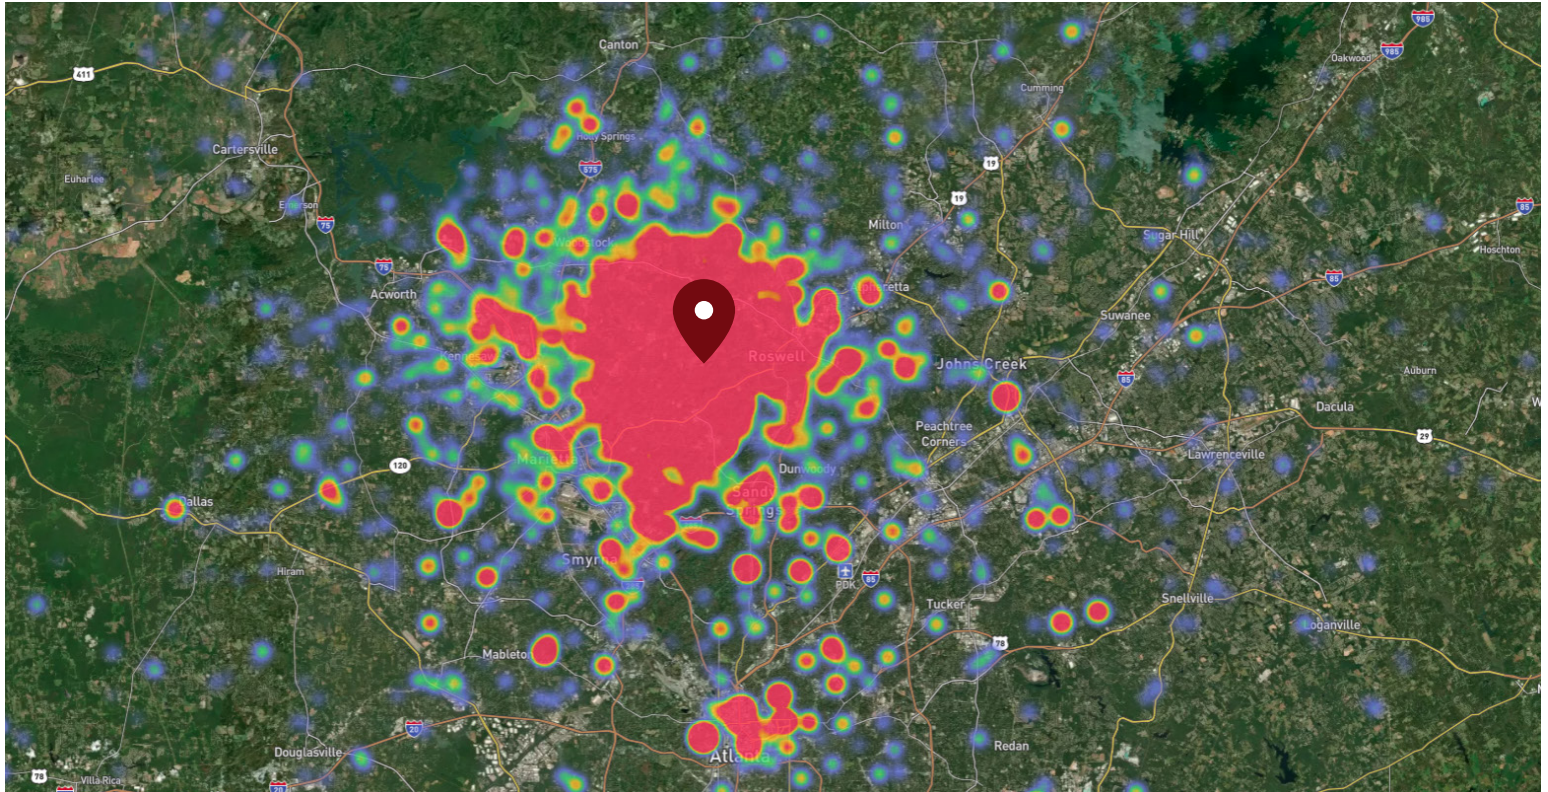 985
Canton
985
Oakwood
411
Cumming
Holly Springs
Cartersville
19
575
Euharlee
19
Emerson
85
75
Milton
Sugar Hill
Woodstock
Hoschton
75
85
Alpharetta
Acworth
Suwanee
Kennesaw
Roswell
Johns Creek
85
Auburn
Dacula
W
Peachtree
Corners
29
Marietta
120
Dunwoody
Lawrenceville
Sandy
Springs
Dallas
Smyrna
Hiram
PDK
85
Tucker
Snellville
Loganville
78
Mableton
20
Atlanta
Redan
Douglasville
78
Villa Rica
20